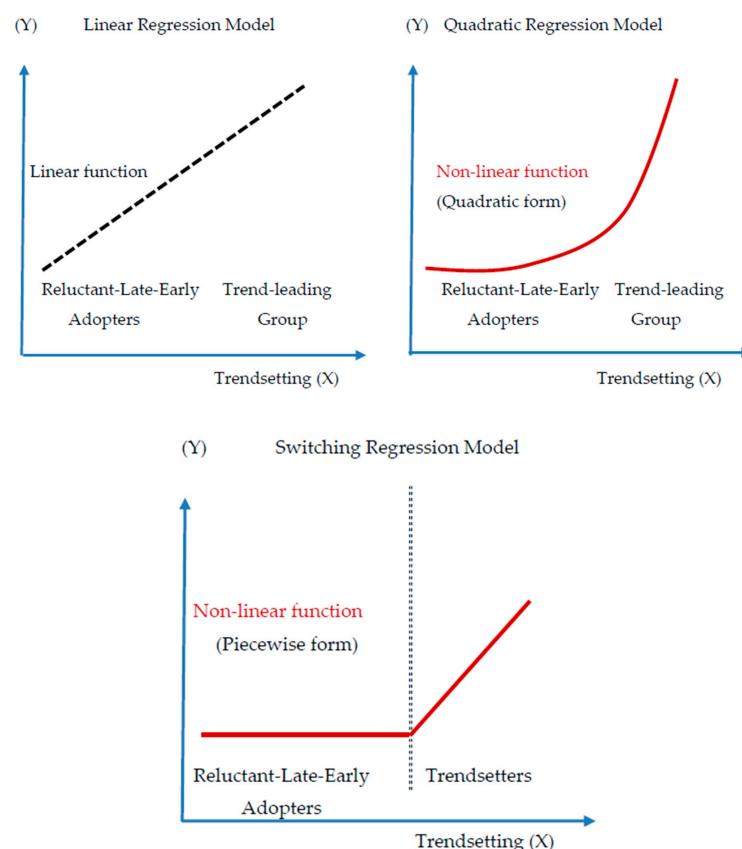 (Y) Linear Regression Model
Linear function
Reluctant-Late-Early
Adopters
Trend-leading
Group
Trendsetting (X)
(Y) Quadratic Regression Model
Non-linear function
(Quadratic form)
Reluctant-Late-Early
Adopters
Trend-leading
Group
Trendsetting (X)
(Y) Switching Regression Model
Non-linear function
(Piecewise form)
Reluctant-Late-Early
Adopters
Trendsetters
Trendsetting (X)